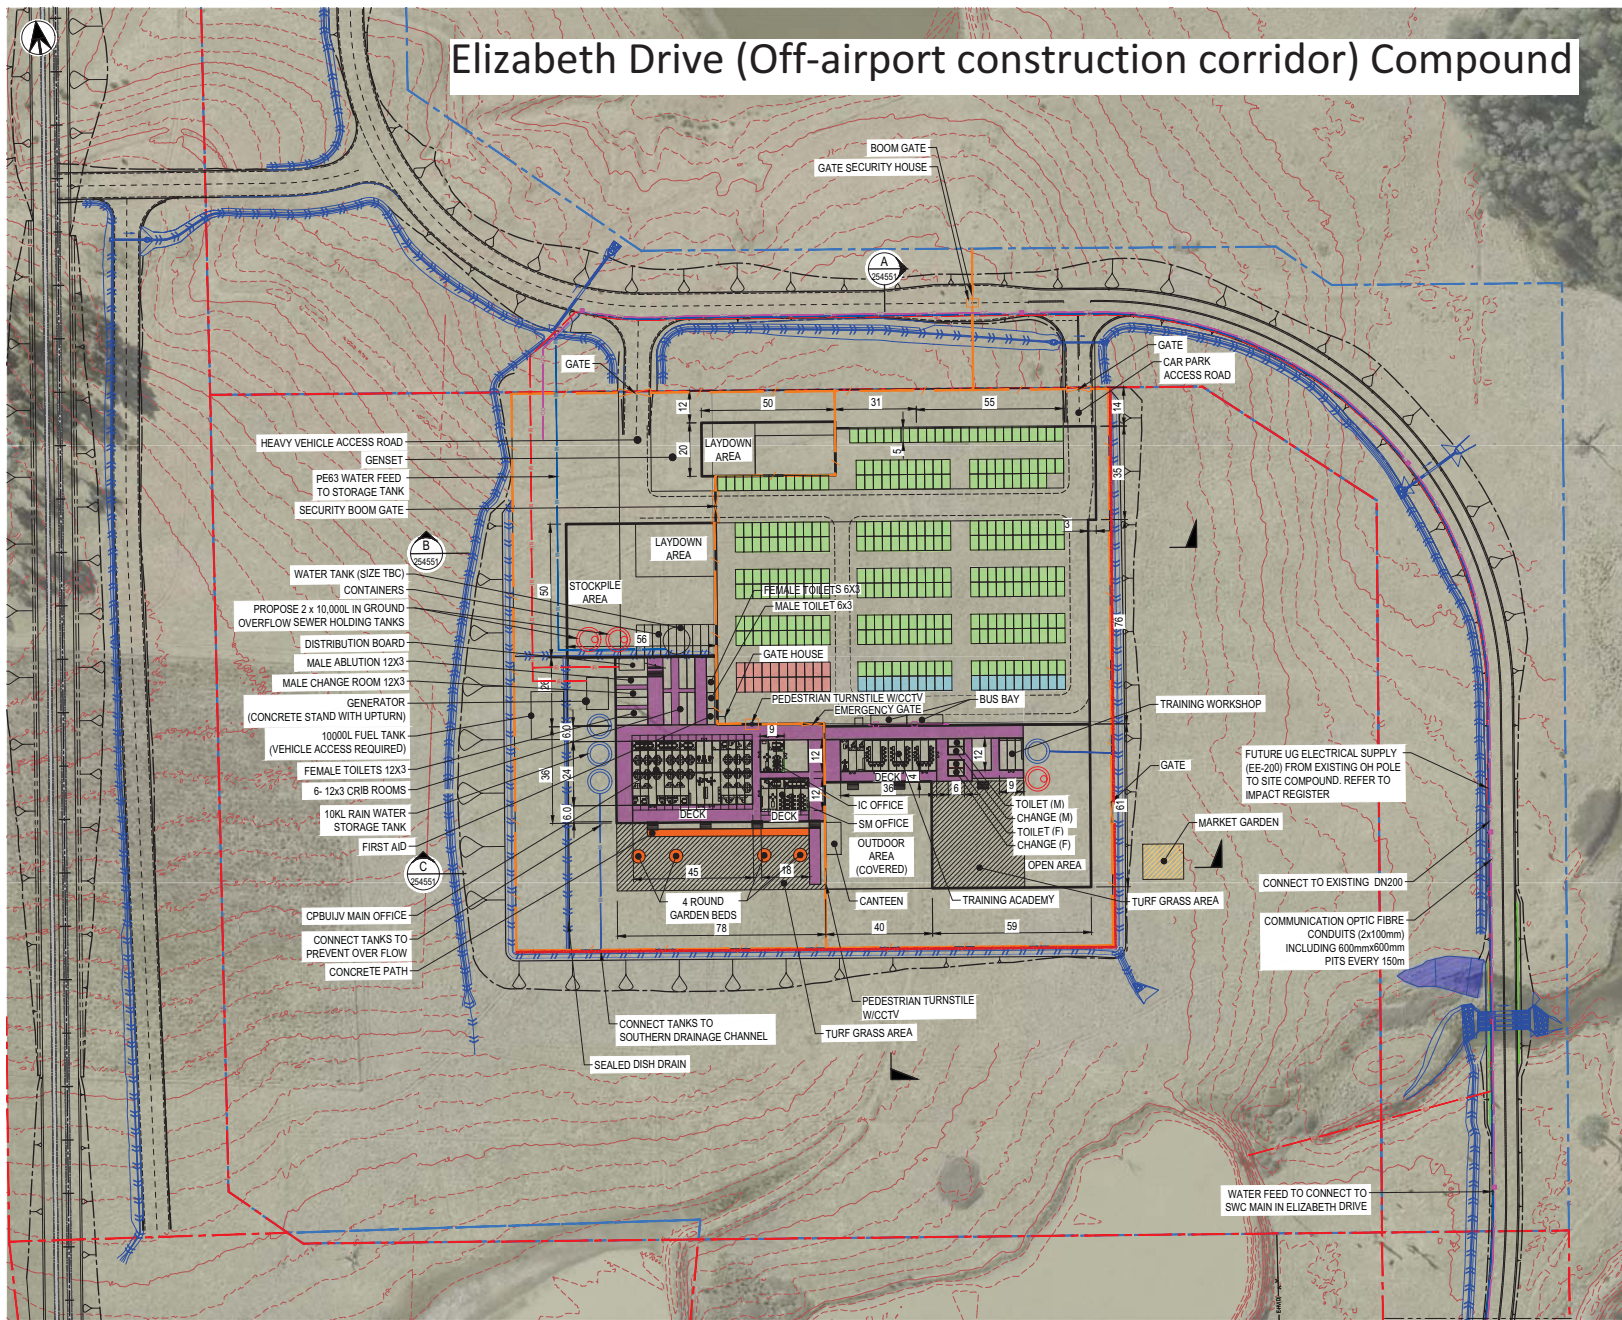 Elizabeth Drive (Off-airport construction corridor) Compound
BOOM GATE
GATE SECURITY HOUSE
A
254551
GATE
GATE
CAR PARK
ACCESS ROAD
12
50
31
55
14
HEAVY VEHICLE ACCESS ROAD
GENSET
PE63 WATER FEED
TO STORAGE TANK
SECURITY BOOM GATE
20
LAYDOWN
AREA
5
35
3
B
254551
LAYDOWN
AREA
WATER TANK (SIZE TBC)
CONTAINERS
PROPOSE 2 x 10,000L IN GROUND
OVERFLOW SEWER HOLDING TANKS
DISTRIBUTION BOARD
MALE ABLUTION 12X3
MALE CHANGE ROOM 12X3
GENERATOR
(CONCRETE STAND WITH UPTURN)
10000L FUEL TANK
(VEHICLE ACCESS REQUIRED)
FEMALE TOILETS 12X3
6- 12x3 CRIB ROOMS
10KL RAIN WATER
STORAGE TANK
FIRST AID
C
254551
CPBUIJV MAIN OFFICE
CONNECT TANKS TO
PREVENT OVER FLOW
CONCRETE PATH
50
STOCKPILE
AREA
56
FEMALE TOILETS 6X3
MALE TOILET 6x3
GATE HOUSE
76
PEDESTRIAN TURNSTILE W/CCTV
EMERGENCY GATE
BUS BAY
TRAINING WORKSHOP
6.0
36
24
6.0
9
12
12
12
DECK
DECK
DECK
36
4
6
9
IC OFFICE
SM OFFICE
TOILET (M)
CHANGE (M)
TOILET (F)
CHANGE (F)
OUTDOOR
AREA
(COVERED)
OPEN AREA
61
GATE
MARKET GARDEN
45
18
4 ROUND
GARDEN BEDS
CANTEEN
TRAINING ACADEMY
TURF GRASS AREA
78
40
59
FUTURE UG ELECTRICAL SUPPLY
(EE-200) FROM EXISTING OH POLE
TO SITE COMPOUND. REFER TO
IMPACT REGISTER
CONNECT TO EXISTING DN200
COMMUNICATION OPTIC FIBRE
CONDUITS (2x100mm)
INCLUDING 600mmx600mm
PITS EVERY 150m
PEDESTRIAN TURNSTILE
W/CCTV
TURF GRASS AREA
CONNECT TANKS TO
SOUTHERN DRAINAGE CHANNEL
SEALED DISH DRAIN
WATER FEED TO CONNECT TO
SWC MAIN IN ELIZABETH DRIVE